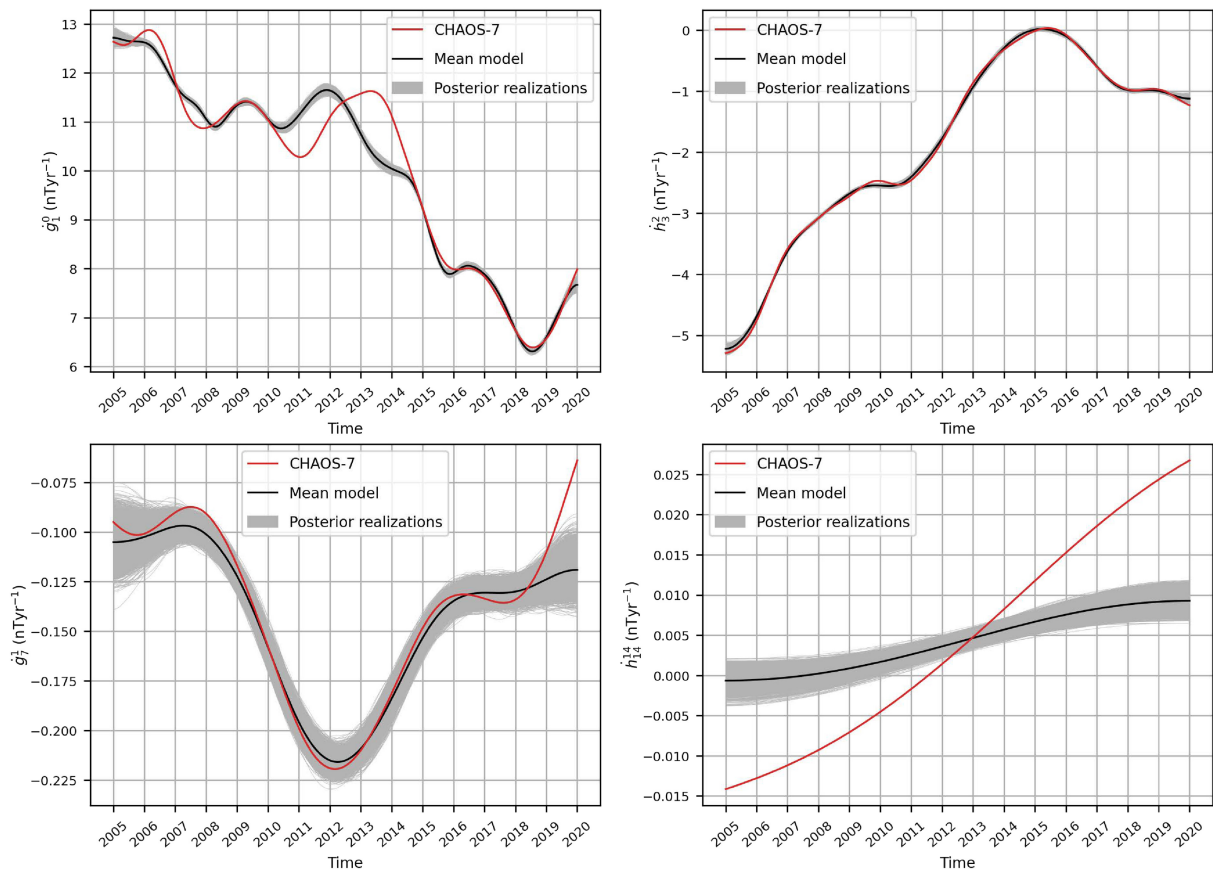 CHAOS-7
Mean model
Posterior realizations
ġ₁⁰ (nTyr⁻¹)
13
12
11
10
9
8
7
6
2005 2006 2007 2008 2009 2010 2011 2012 2013 2014 2015 2016 2017 2018 2019 2020
Time
CHAOS-7
Mean model
Posterior realizations
ḣ₃² (nTyr⁻¹)
0
−1
−2
−3
−4
−5
2005 2006 2007 2008 2009 2010 2011 2012 2013 2014 2015 2016 2017 2018 2019 2020
Time
CHAOS-7
Mean model
Posterior realizations
ġ₇¹ (nTyr⁻¹)
−0.075
−0.100
−0.125
−0.150
−0.175
−0.200
−0.225
2005 2006 2007 2008 2009 2010 2011 2012 2013 2014 2015 2016 2017 2018 2019 2020
Time
CHAOS-7
Mean model
Posterior realizations
ḣ₁₄¹⁴ (nTyr⁻¹)
0.025
0.020
0.015
0.010
0.005
0.000
−0.005
−0.010
−0.015
2005 2006 2007 2008 2009 2010 2011 2012 2013 2014 2015 2016 2017 2018 2019 2020
Time